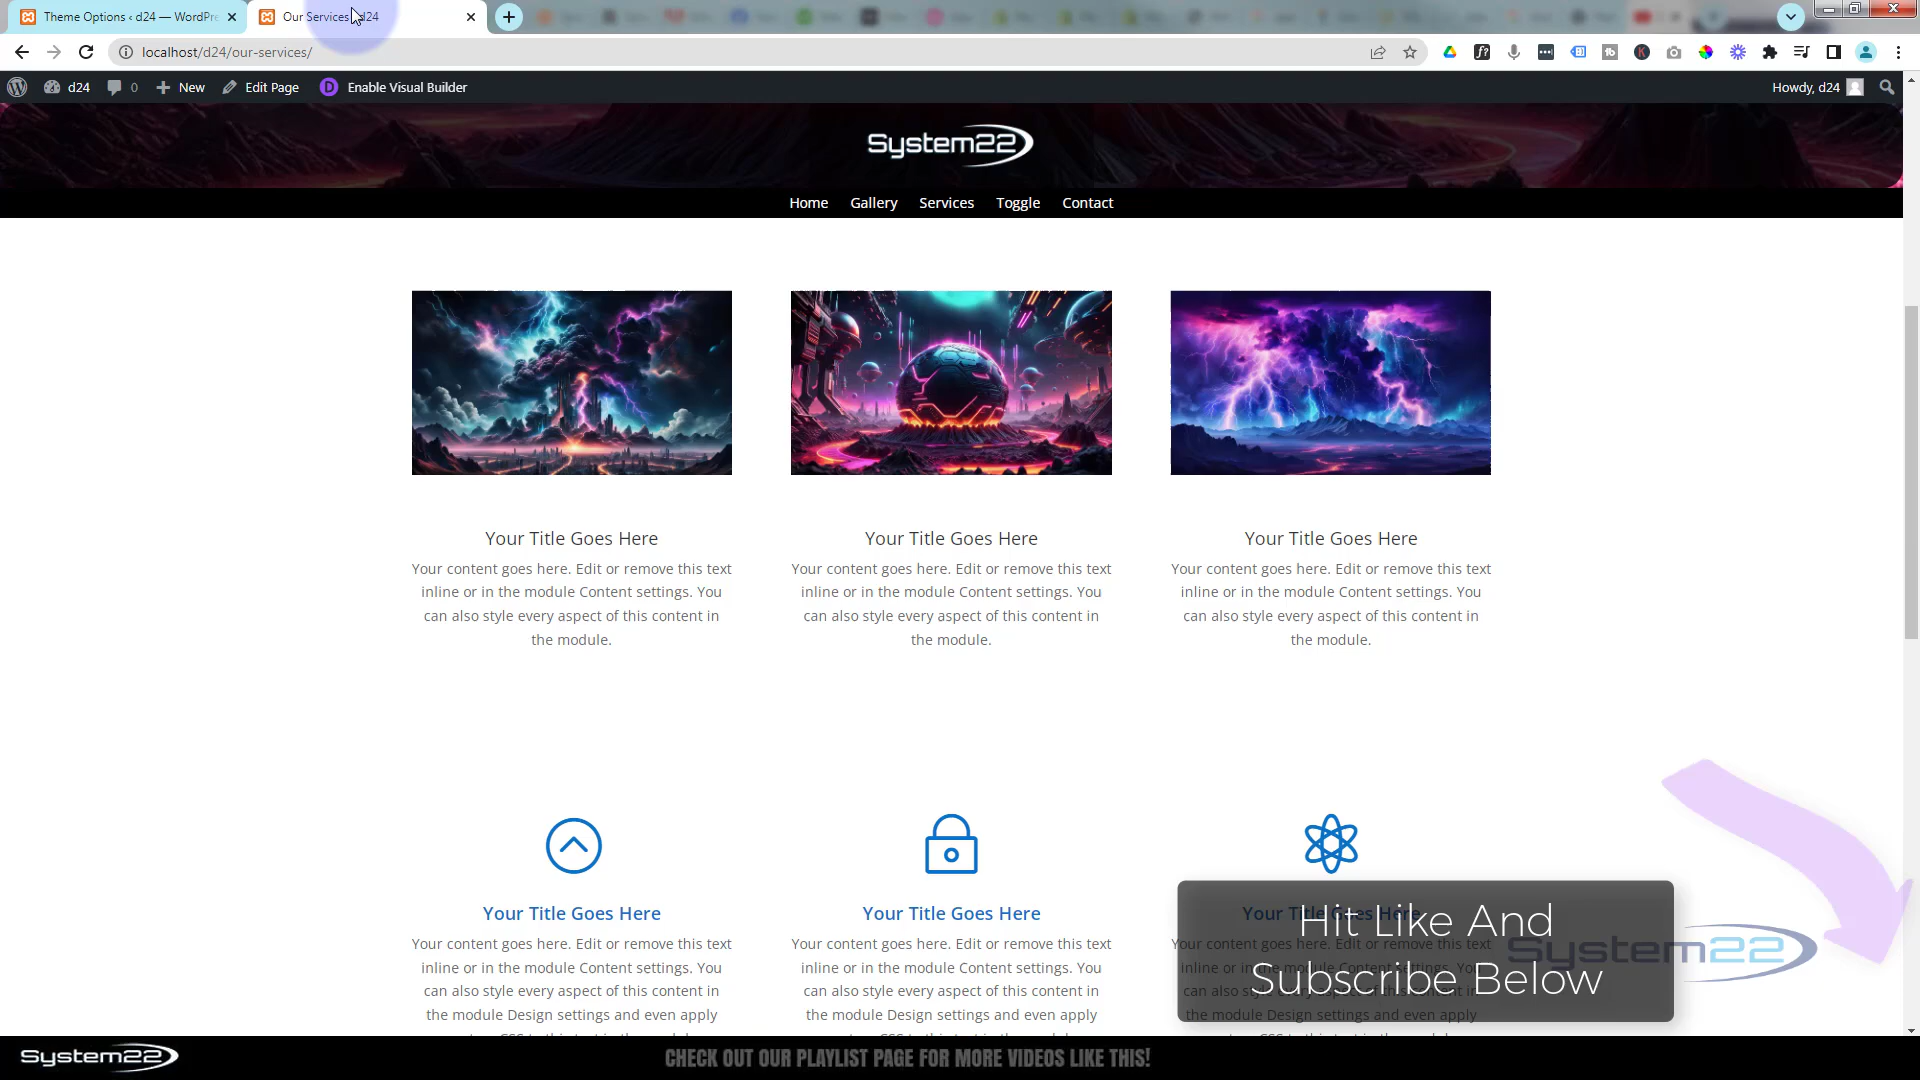 Theme Options ‹ d24 — WordPre
Our Services
d24
localhost/d24/our-services/
d24
0
New
Edit Page
Enable Visual Builder
Howdy, d24
System22
Home
Gallery
Services
Toggle
Contact
Your Title Goes Here
Your content goes here. Edit or remove this text
inline or in the module Content settings. You
can also style every aspect of this content in
the module.
Your Title Goes Here
Your content goes here. Edit or remove this text
inline or in the module Content settings. You
can also style every aspect of this content in
the module.
Your Title Goes Here
Your content goes here. Edit or remove this text
inline or in the module Content settings. You
can also style every aspect of this content in
the module.
Your Title Goes Here
Your content goes here. Edit or remove this text
inline or in the module Content settings. You
can also style every aspect of this content in
the module Design settings and even apply
Your Title Goes Here
Your content goes here. Edit or remove this text
inline or in the module Content settings. You
can also style every aspect of this content in
the module Design settings and even apply
Your Title Goes Here
Your content goes here. Edit or remove this text
inline or in the module Content settings. You
can also style every aspect of this content in
the module Design settings and even apply
Hit Like And
Subscribe Below
System22
System22
CHECK OUT OUR PLAYLIST PAGE FOR MORE VIDEOS LIKE THIS!